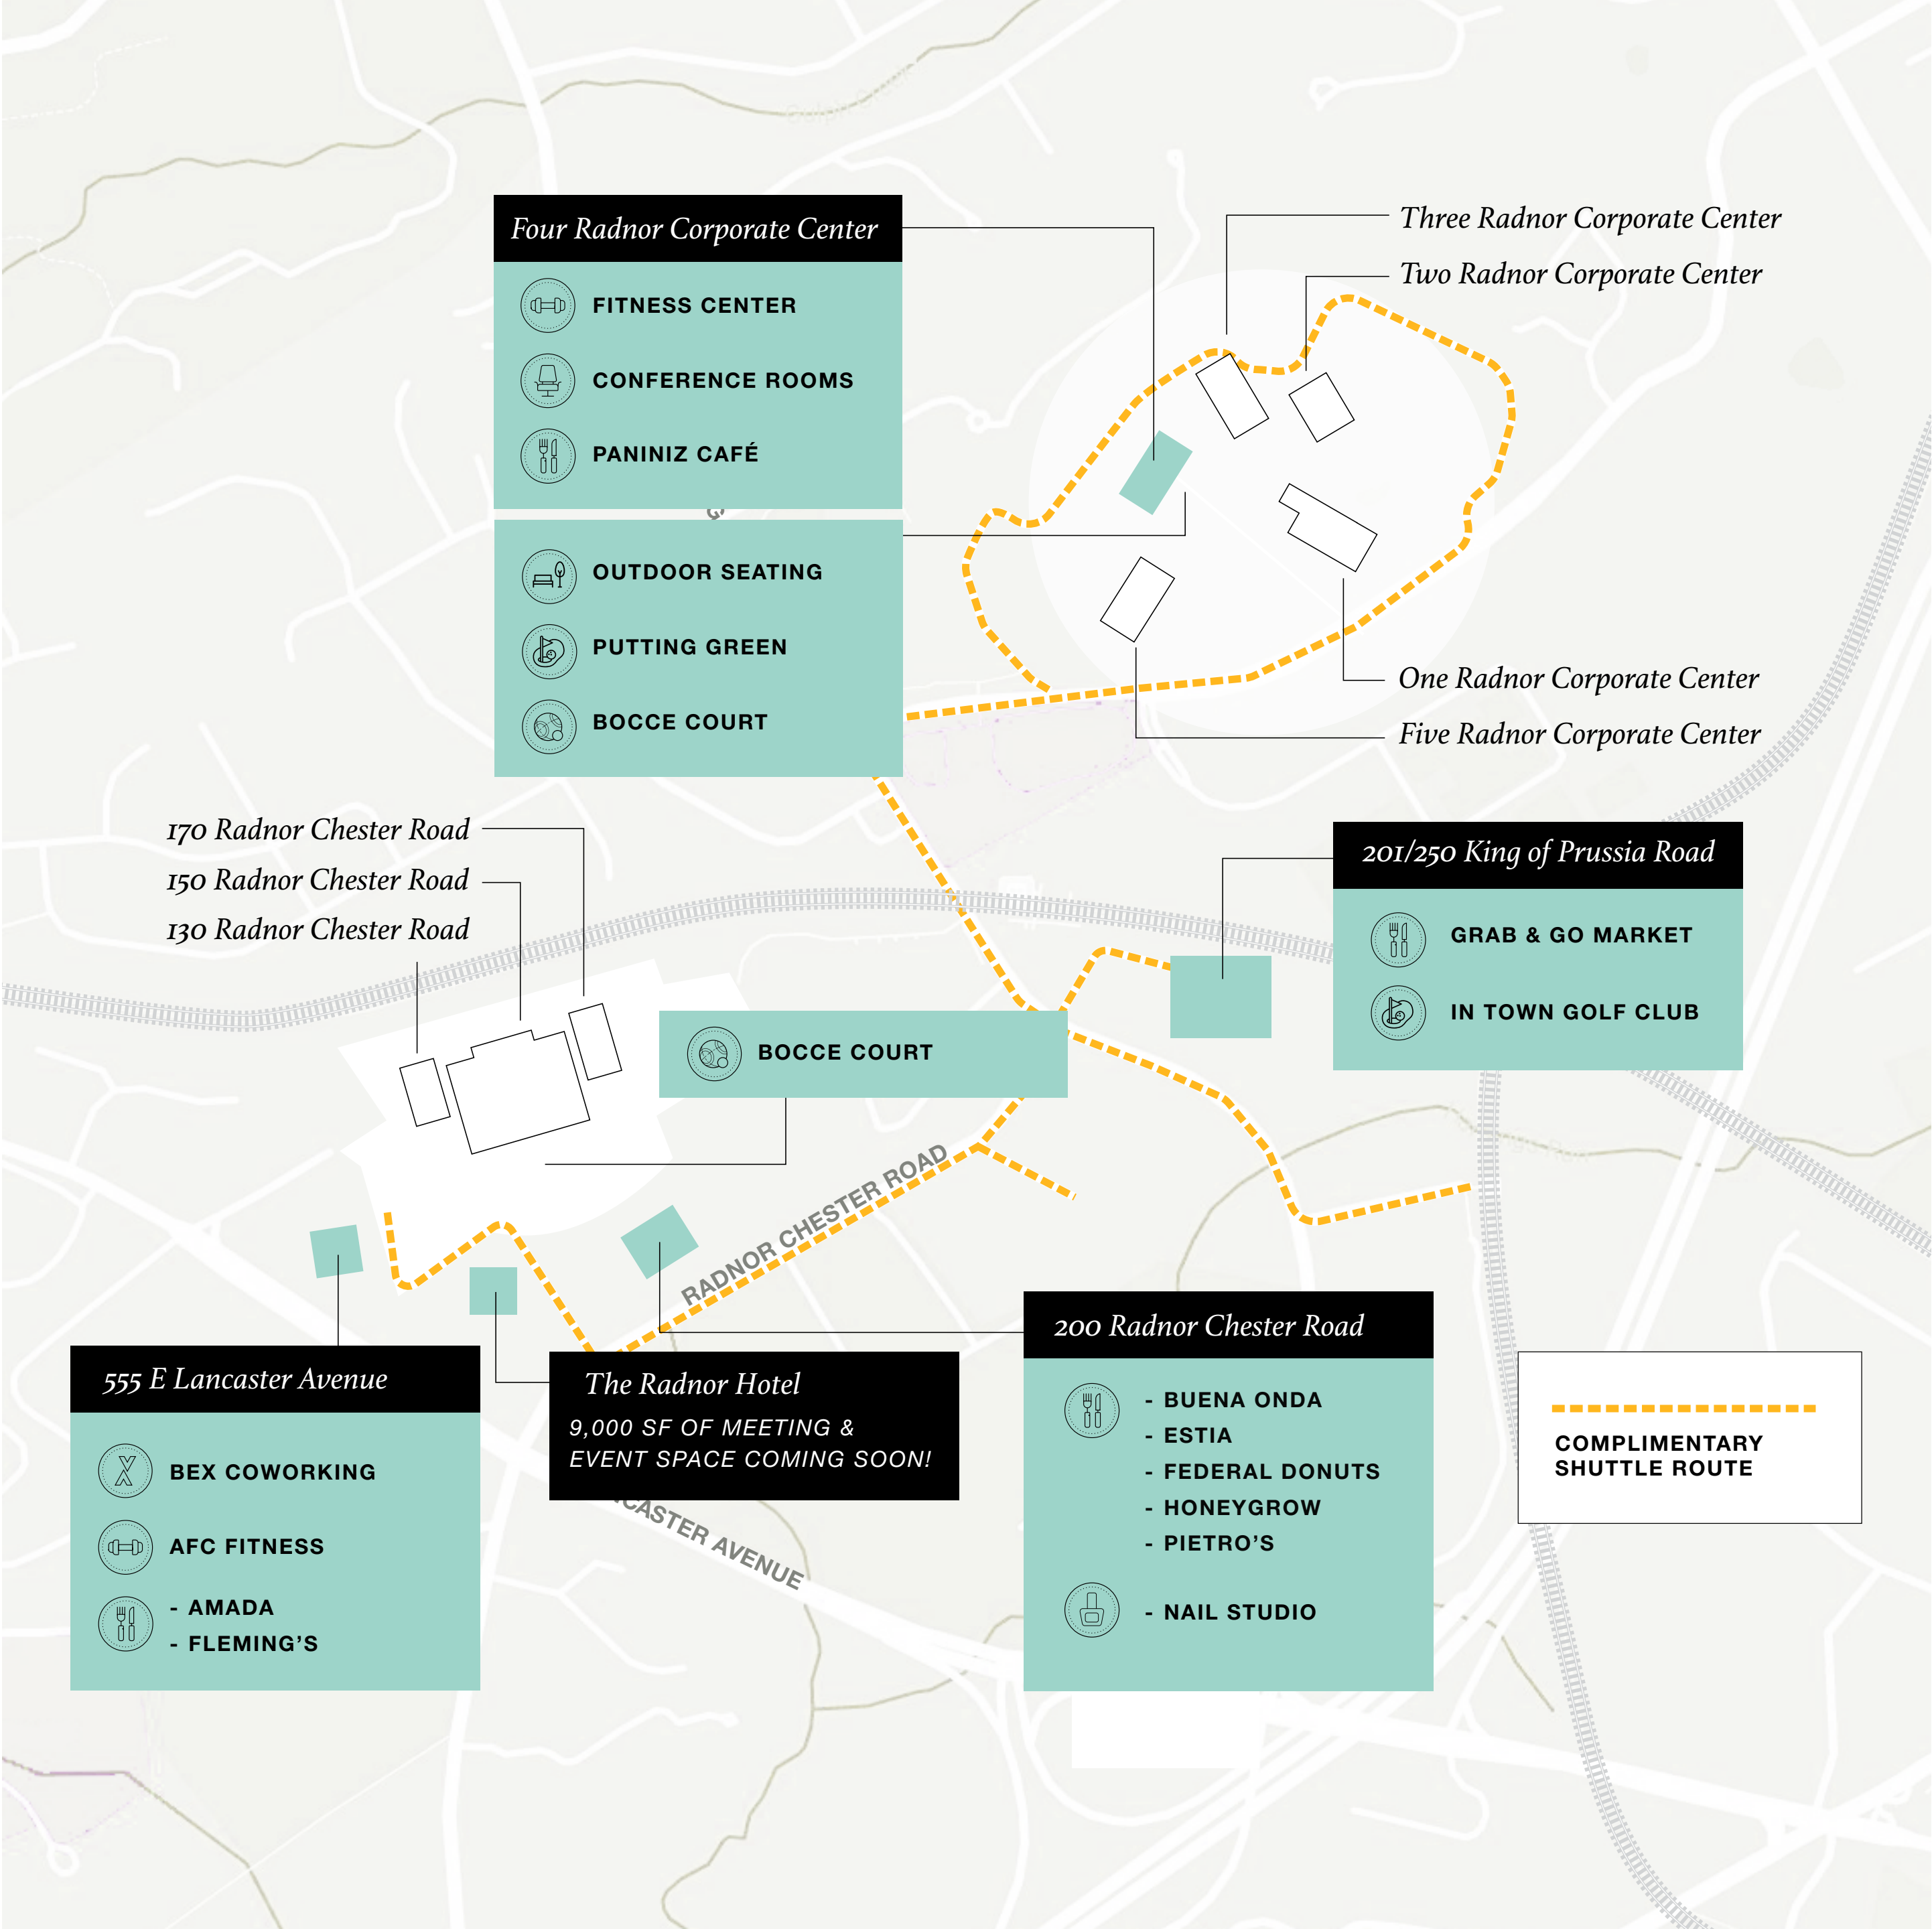 Four Radnor Corporate Center
FITNESS CENTER
CONFERENCE ROOMS
PANINIZ CAFÉ
OUTDOOR SEATING
PUTTING GREEN
BOCCE COURT
Three Radnor Corporate Center
Two Radnor Corporate Center
One Radnor Corporate Center
Five Radnor Corporate Center
170 Radnor Chester Road
150 Radnor Chester Road
130 Radnor Chester Road
201/250 King of Prussia Road
GRAB & GO MARKET
IN TOWN GOLF CLUB
BOCCE COURT
RADNOR CHESTER ROAD
555 E Lancaster Avenue
BEX COWORKING
AFC FITNESS
- AMADA
- FLEMING’S
The Radnor Hotel
9,000 SF OF MEETING &
EVENT SPACE COMING SOON!
CASTER AVENUE
200 Radnor Chester Road
- BUENA ONDA
- ESTIA
- FEDERAL DONUTS
- HONEYGROW
- PIETRO’S
- NAIL STUDIO
COMPLIMENTARY
SHUTTLE ROUTE